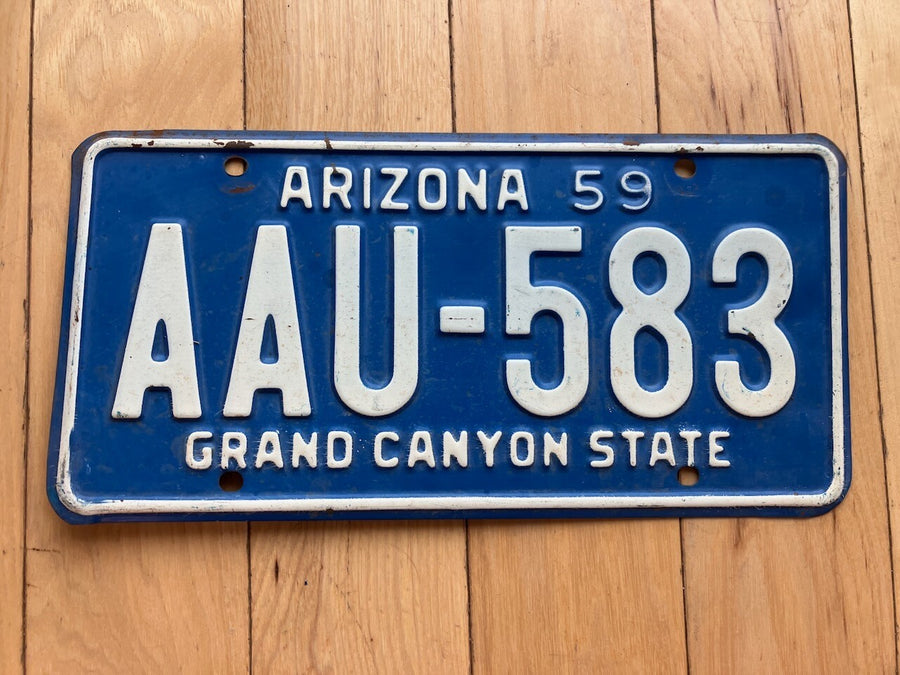 ARIZONA 59
AAU-583
GRAND CANYON STATE